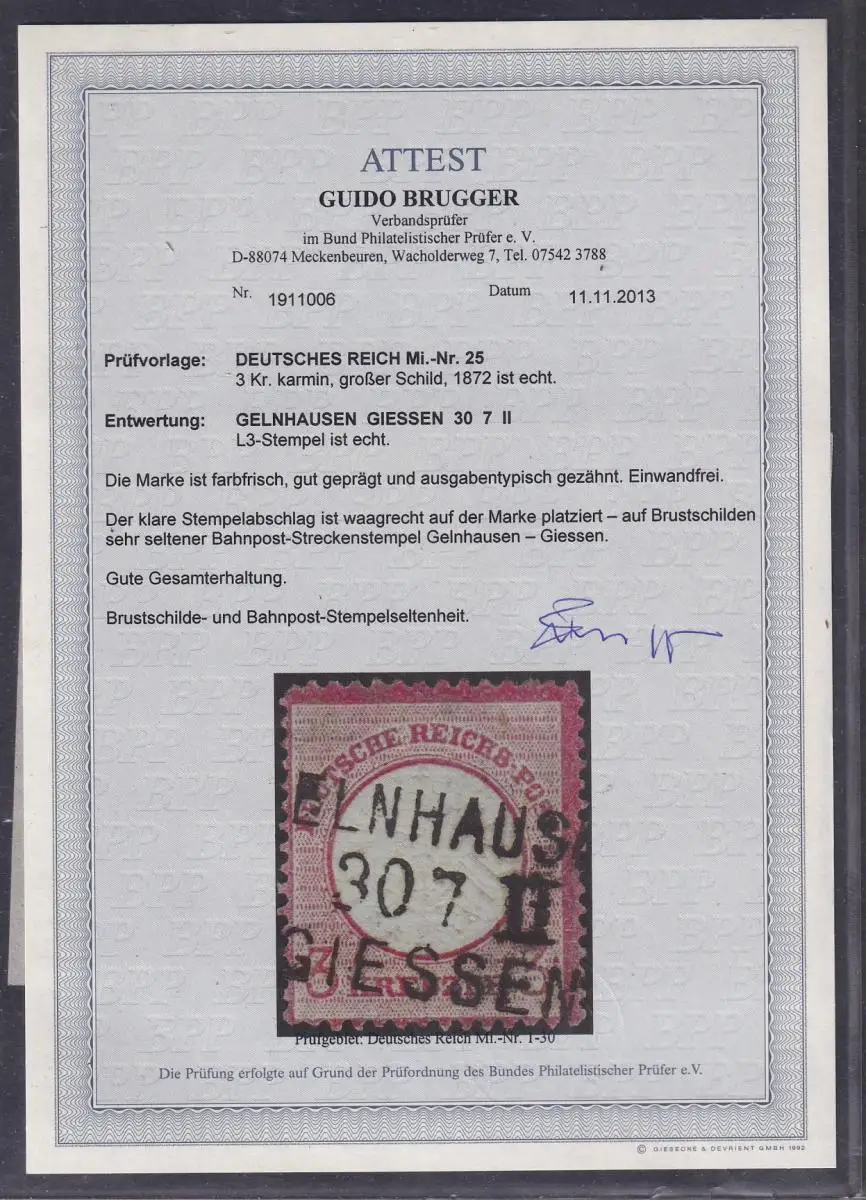 ATTEST
GUIDO BRUGGER
Verbandsprüfer
im Bund Philatelistischer Prüfer e. V.
D-88074 Meckenbeuren, Wacholderweg 7, Tel. 07542 3788
Nr. 1911006 Datum 11.11.2013
Prüfvorlage: DEUTSCHES REICH Mi.-Nr. 25
3 Kr. karmin, großer Schild, 1872 ist echt.
Entwertung: GELNHAUSEN GIESSEN 30 7 II
L3-Stempel ist echt.
Die Marke ist farbfrisch, gut geprägt und ausgabentypisch gezähnt. Einwandfrei.
Der klare Stempelabschlag ist waagrecht auf der Marke platziert – auf Brustschilden
sehr seltener Bahnpost-Streckenstempel Gelnhausen – Giessen.
Gute Gesamterhaltung.
Brustschilde- und Bahnpost-Stempelseltenheit.
DEUTSCHE REICHS-PO
ELNHAUSE
30 7 II
GIESSEN
3 KREUZER 3
Prüfgebiet: Deutsches Reich Mi.-Nr. 1-30
Die Prüfung erfolgte auf Grund der Prüfordnung des Bundes Philatelistischer Prüfer e.V.
© GIESECKE & DEVRIENT GMBH 1992